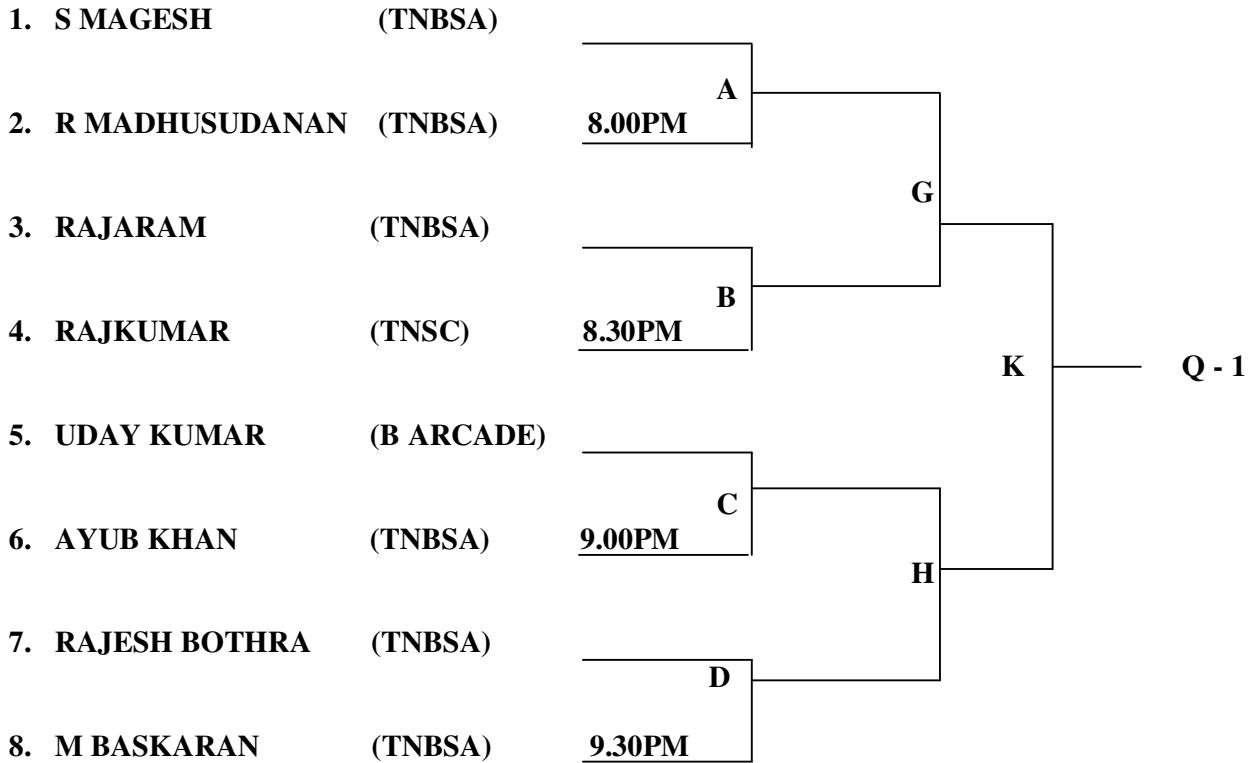 1. S MAGESH (TNBSA)
A
2. R MADHUSUDANAN (TNBSA) 8.00PM
G
3. RAJARAM (TNBSA)
B
4. RAJKUMAR (TNSC) 8.30PM
K Q - 1
5. UDAY KUMAR (B ARCADE)
C
6. AYUB KHAN (TNBSA) 9.00PM
H
7. RAJESH BOTHRA (TNBSA)
D
8. M BASKARAN (TNBSA) 9.30PM